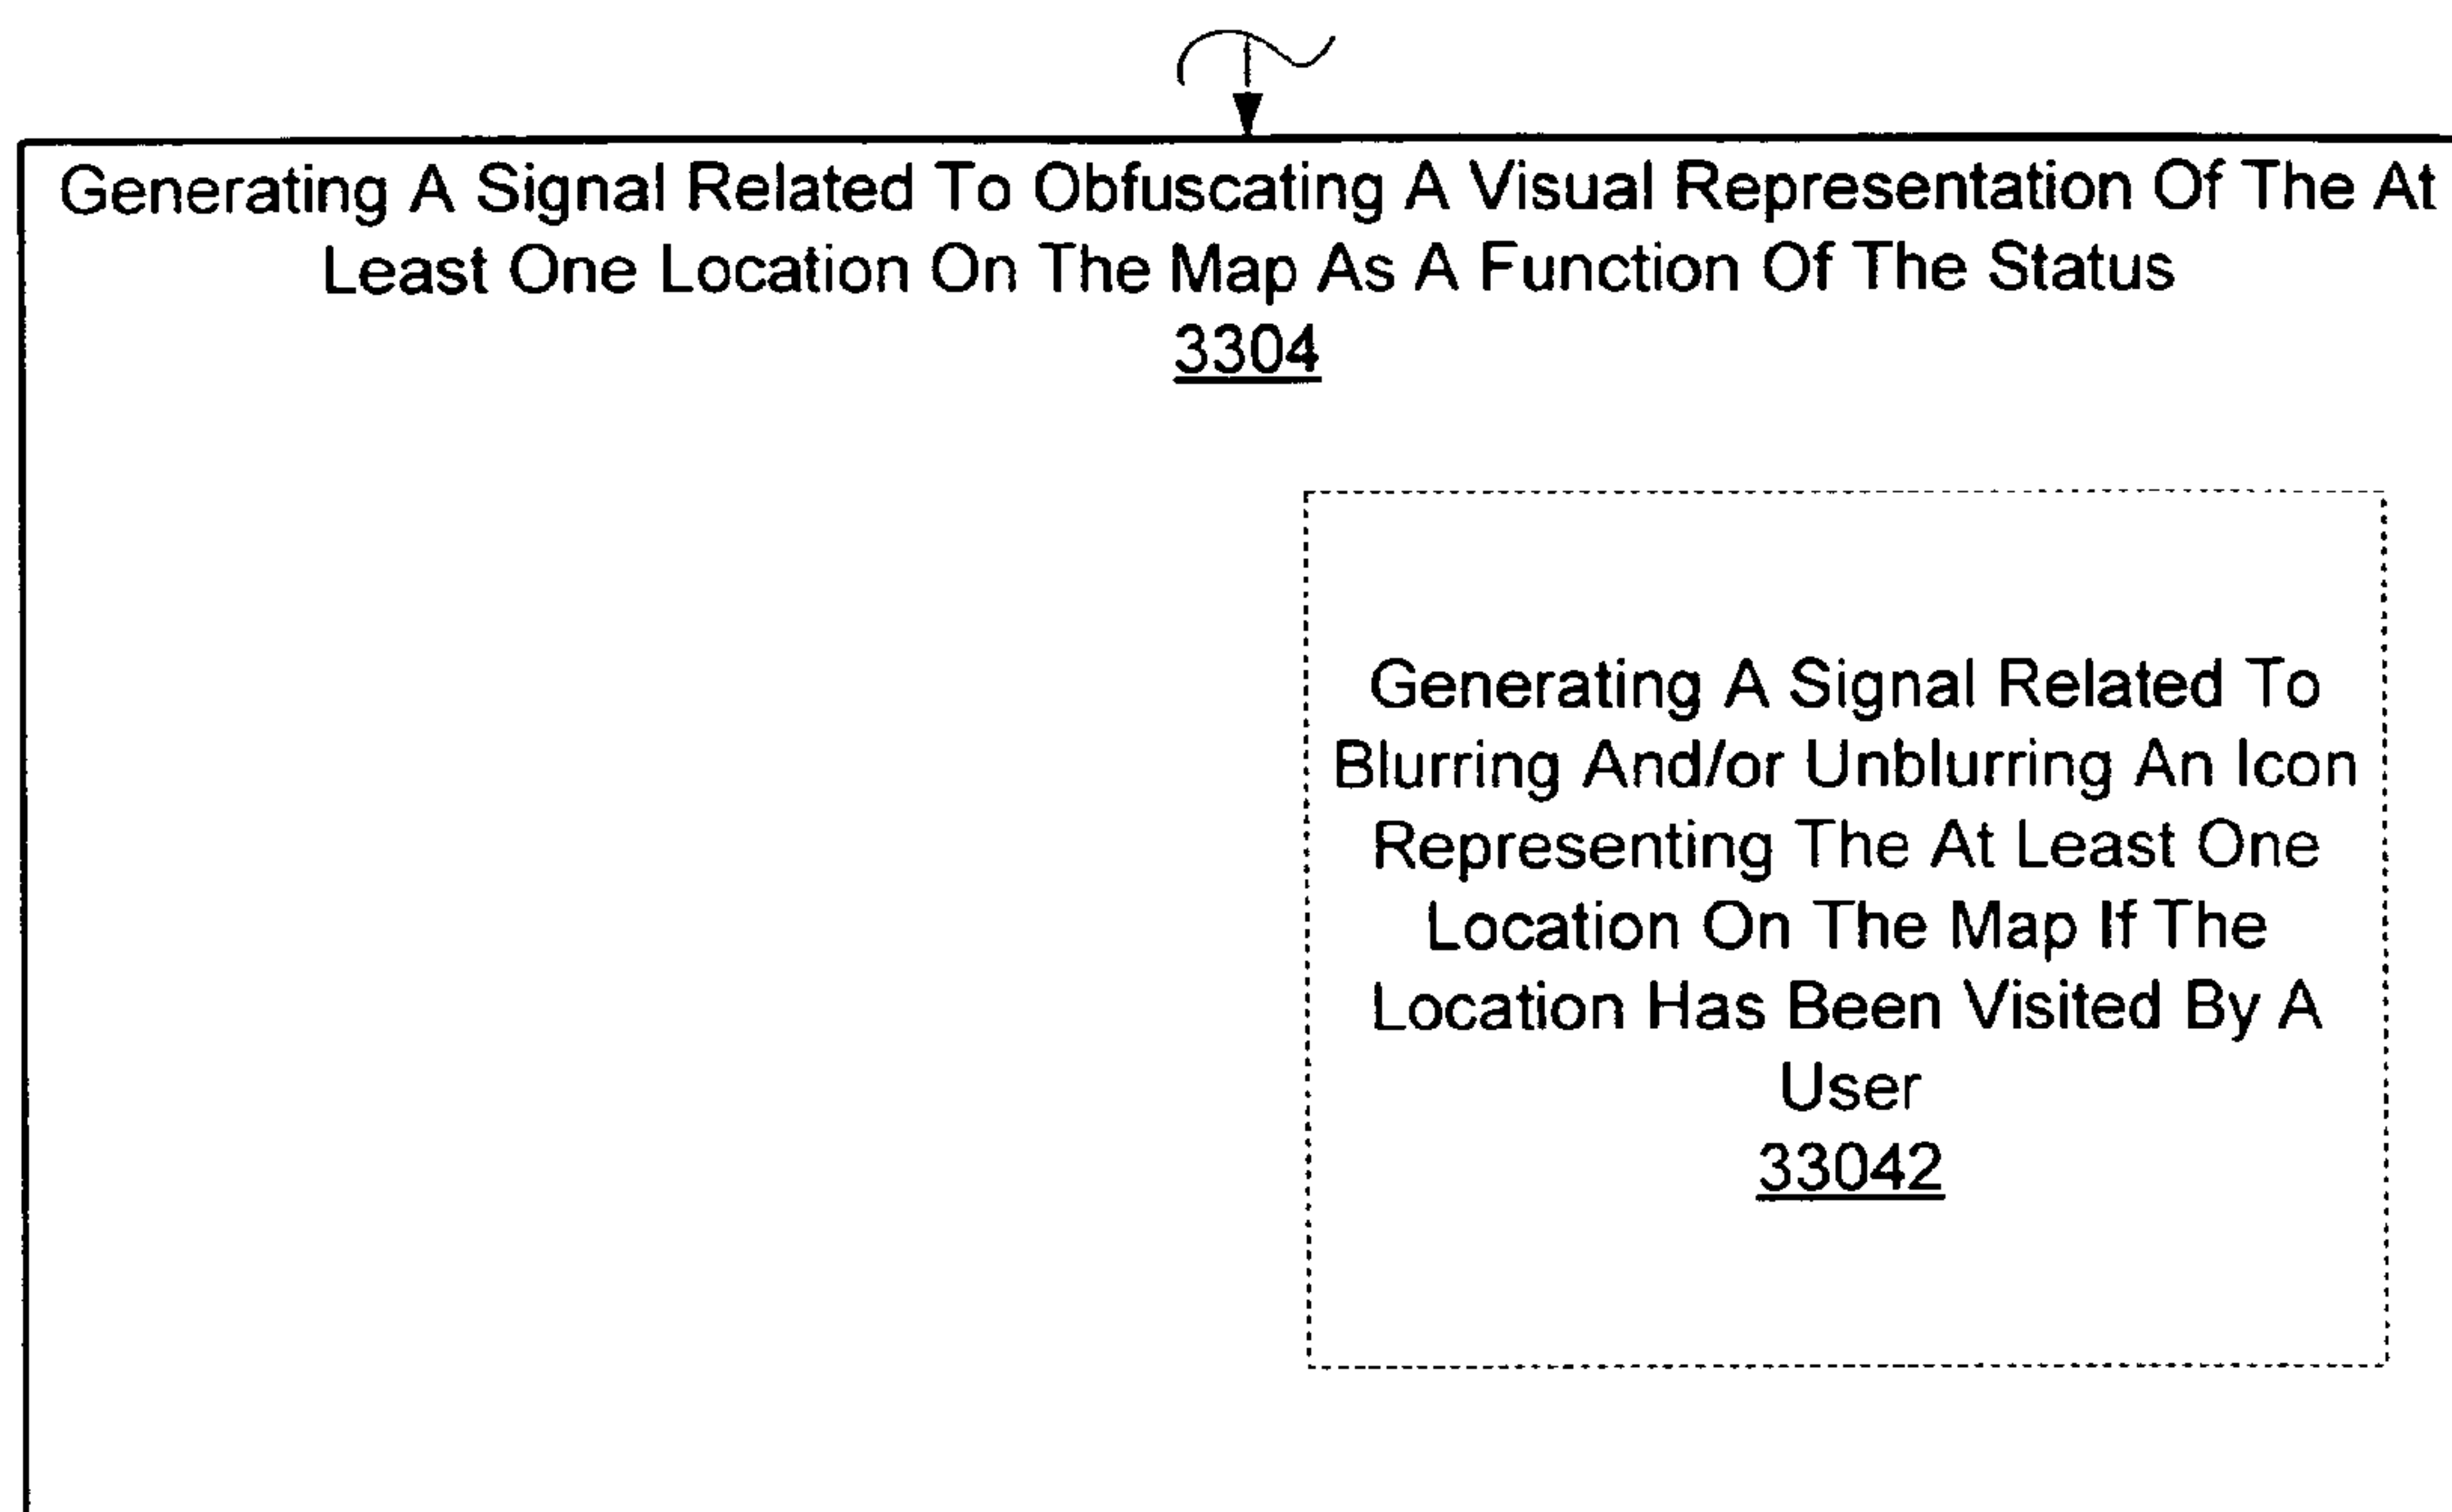 Generating A Signal Related To Obfuscating A Visual Representation Of The At
Least One Location On The Map As A Function Of The Status
3304
Generating A Signal Related To
Blurring And/or Unblurring An Icon
Representing The At Least One
Location On The Map If The
Location Has Been Visited By A
User
33042